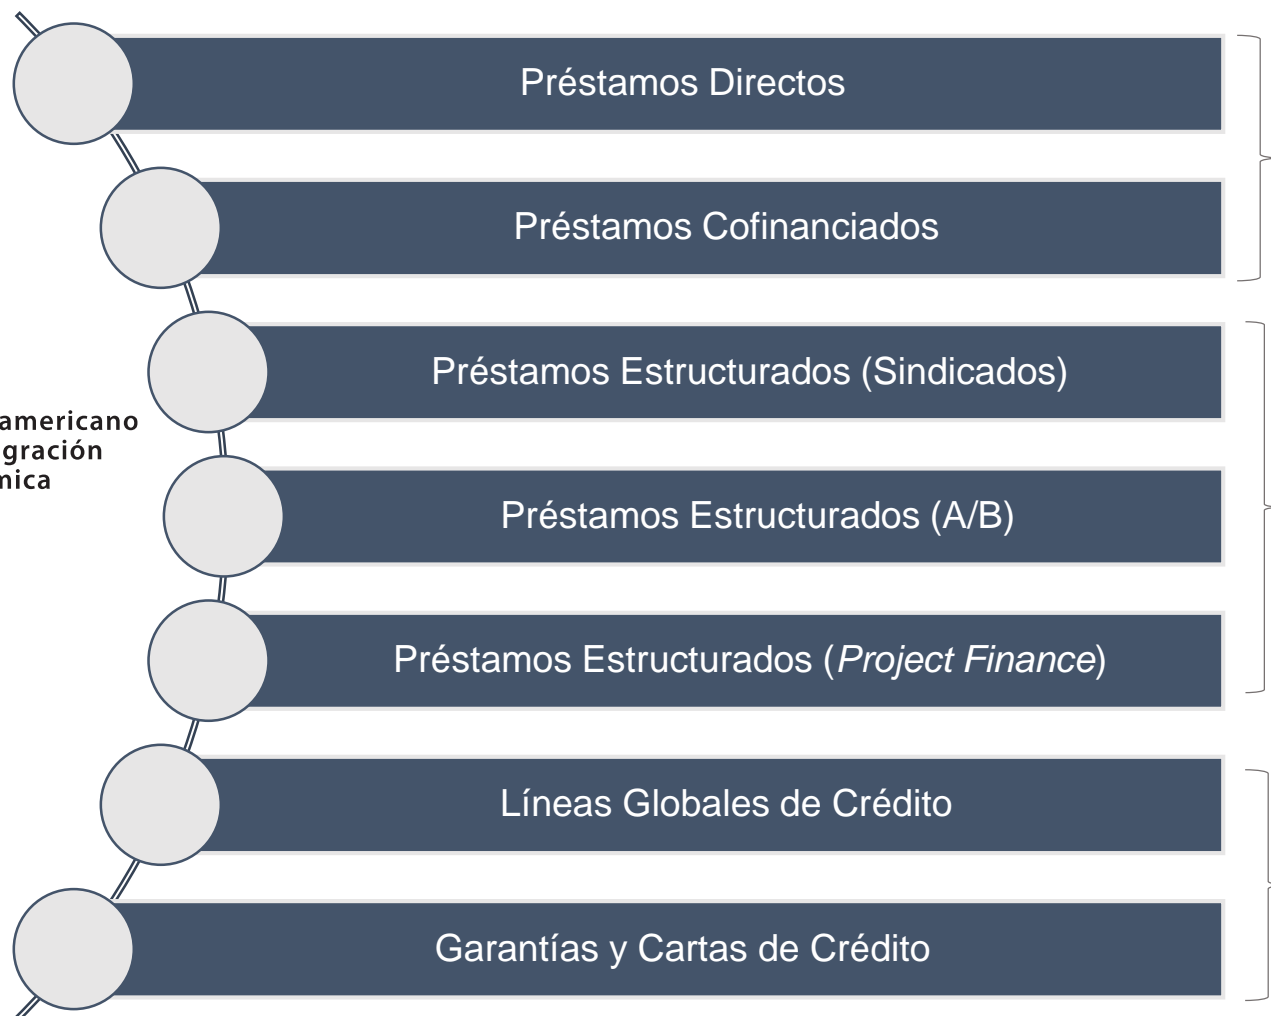 Préstamos Directos
Préstamos Cofinanciados
Préstamos Estructurados (Sindicados)
americano
gración
mica
Préstamos Estructurados (A/B)
Préstamos Estructurados (Project Finance)
Líneas Globales de Crédito
Garantías y Cartas de Crédito